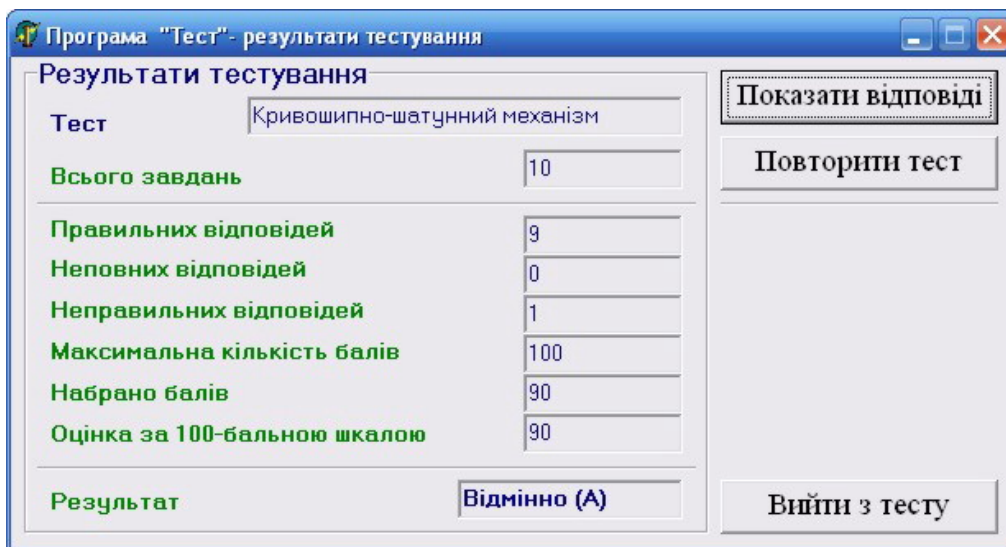 Програма "Тест"- результати тестування
Результати тестування
Тест Кривошипно-шатунний механізм
Всього завдань 10
Правильних відповідей 9
Неповних відповідей 0
Неправильних відповідей 1
Максимальна кількість балів 100
Набрано балів 90
Оцінка за 100-бальною шкалою 90
Результат Відмінно (А)
Показати відповіді
Повторити тест
Вийти з тесту